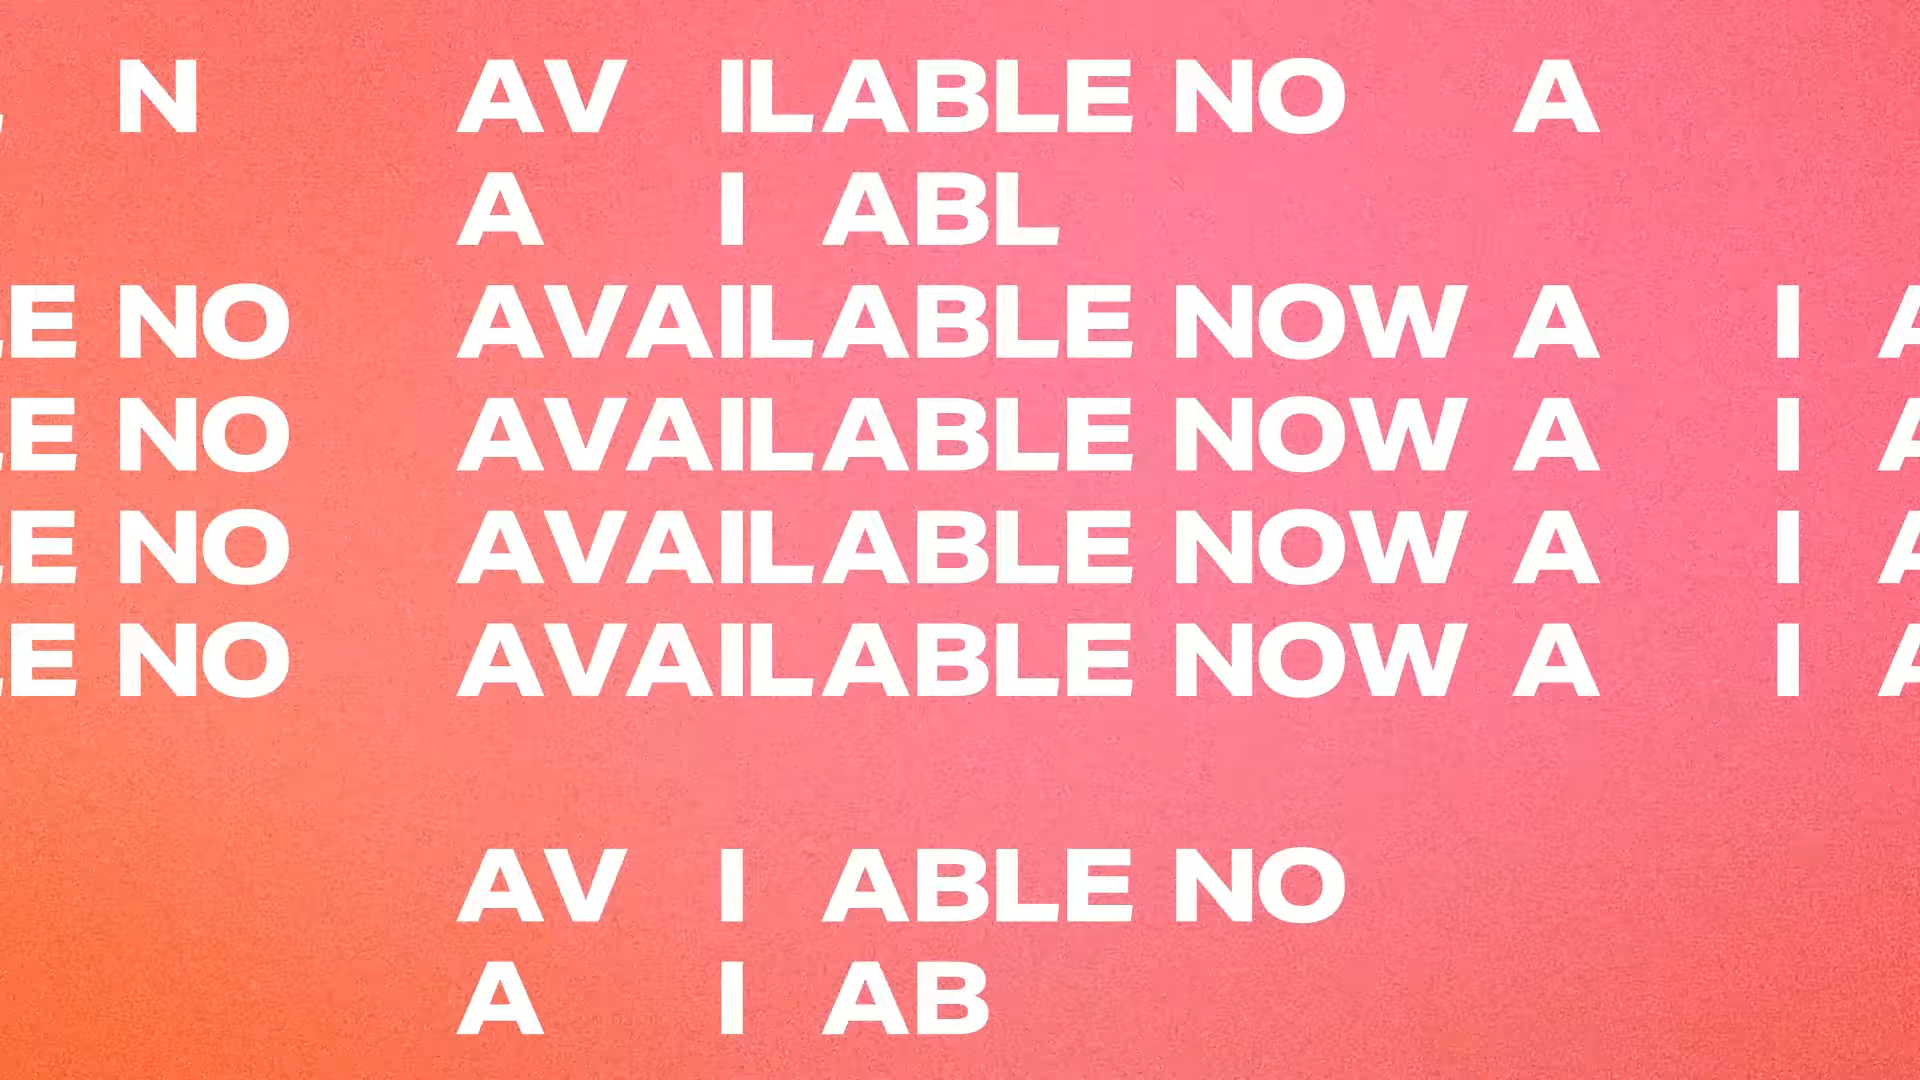 N AV ILABLE NO A
A I ABL
LE NO AVAILABLE NOW A I A
LE NO AVAILABLE NOW A I A
LE NO AVAILABLE NOW A I A
LE NO AVAILABLE NOW A I A
AV I ABLE NO
A I AB